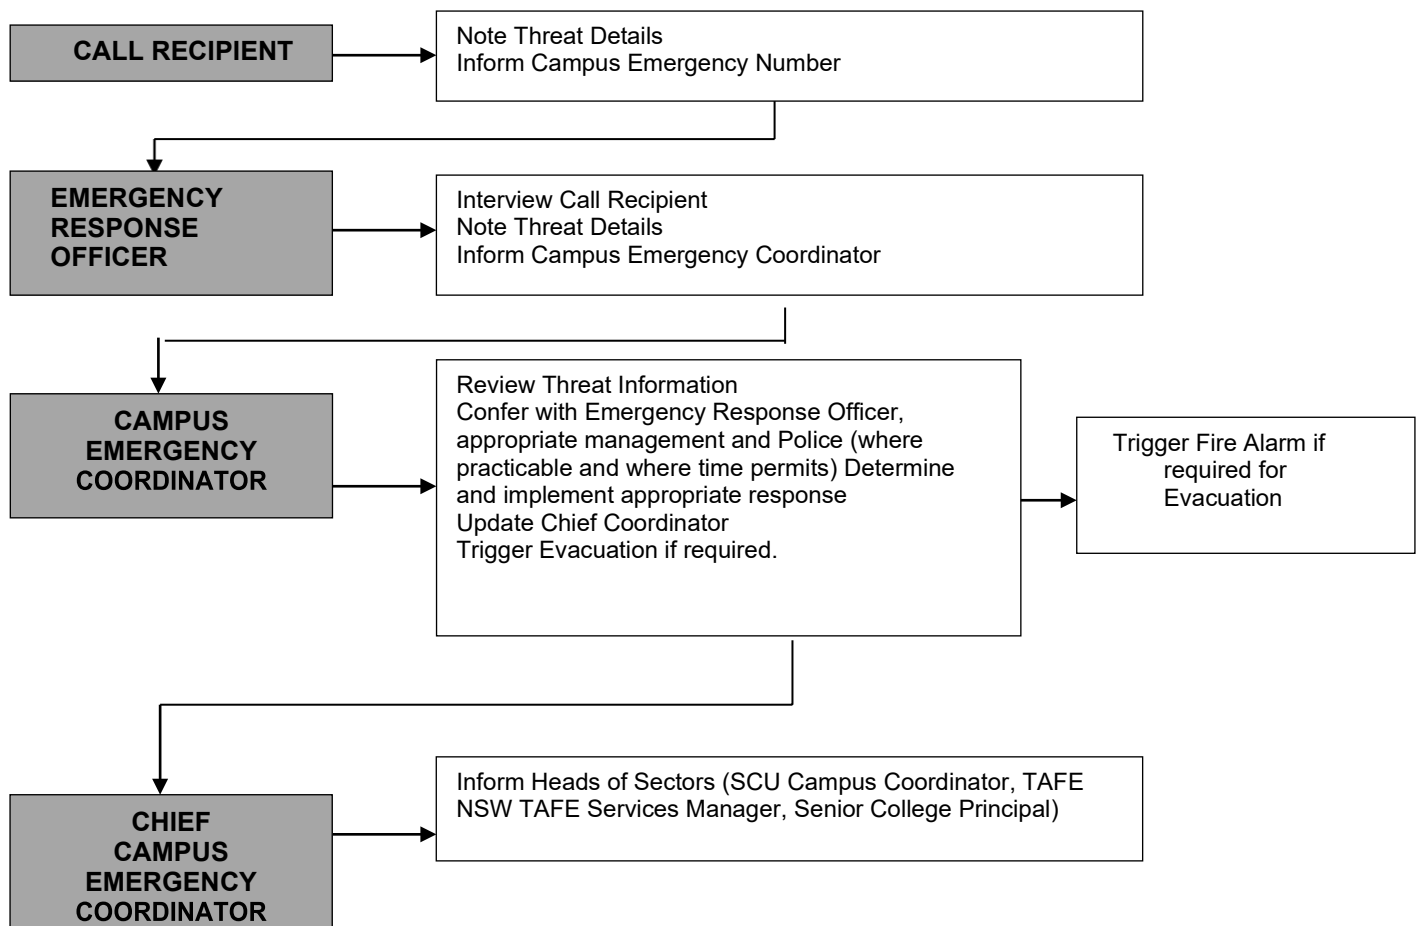 CALL RECIPIENT
Note Threat Details
Inform Campus Emergency Number
EMERGENCY
RESPONSE
OFFICER
Interview Call Recipient
Note Threat Details
Inform Campus Emergency Coordinator
CAMPUS
EMERGENCY
COORDINATOR
Review Threat Information
Confer with Emergency Response Officer,
appropriate management and Police (where
practicable and where time permits) Determine
and implement appropriate response
Update Chief Coordinator
Trigger Evacuation if required.
Trigger Fire Alarm if
required for
Evacuation
CHIEF
CAMPUS
EMERGENCY
COORDINATOR
Inform Heads of Sectors (SCU Campus Coordinator, TAFE
NSW TAFE Services Manager, Senior College Principal)